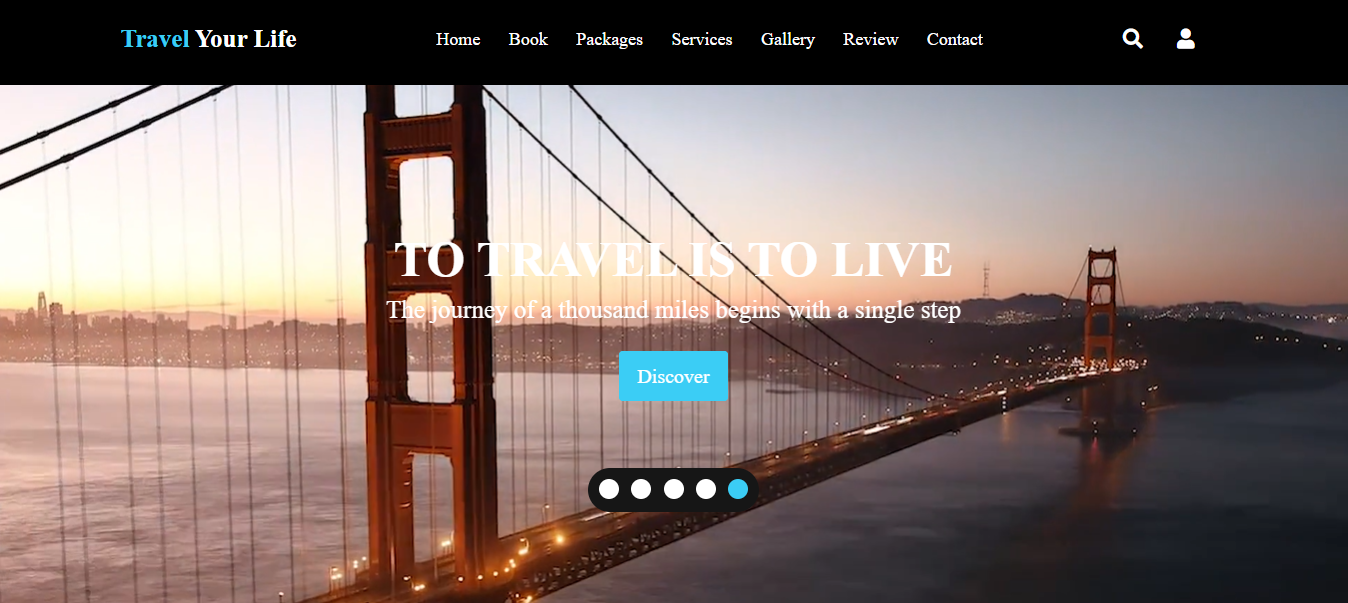 Travel Your Life
Home Book Packages Services Gallery Review Contact
TO TRAVEL IS TO LIVE
The journey of a thousand miles begins with a single step
Discover